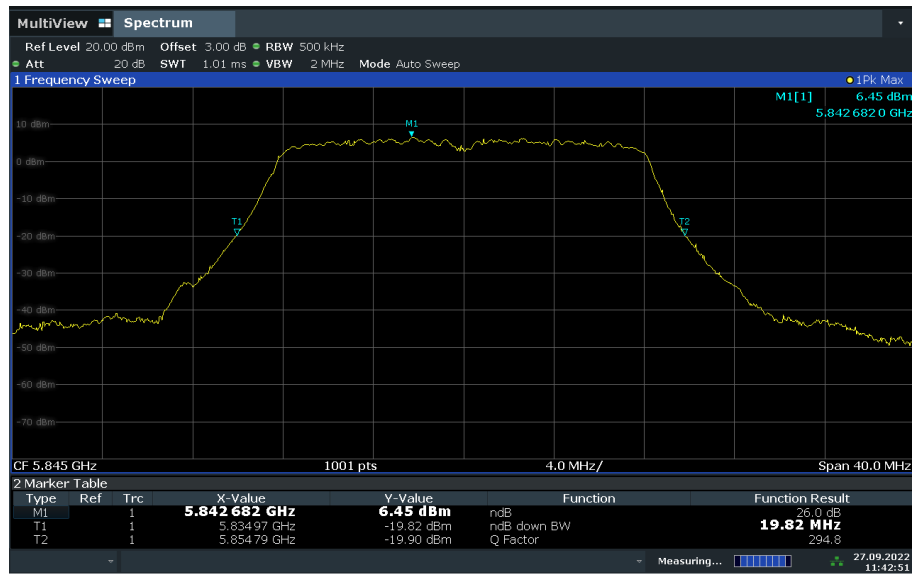 MultiView Spectrum
Ref Level 20.00 dBm Offset 3.00 dB RBW 500 kHz
Att 20 dB SWT 1.01 ms VBW 2 MHz Mode Auto Sweep
1 Frequency Sweep 1Pk Max
M1[1] 6.45 dBm
5.842 682 0 GHz
M1
10 dBm
0 dBm
-10 dBm
T1 T2
-20 dBm
-30 dBm
-40 dBm
-50 dBm
-60 dBm
-70 dBm
CF 5.845 GHz 1001 pts 4.0 MHz/ Span 40.0 MHz
2 Marker Table
Type Ref Trc X-Value Y-Value Function Function Result
M1 1 5.842 682 GHz 6.45 dBm ndB 26.0 dB
T1 1 5.834 97 GHz -19.82 dBm ndB down BW 19.82 MHz
T2 1 5.854 79 GHz -19.90 dBm Q Factor 294.8
Measuring... 27.09.2022
11:42:51